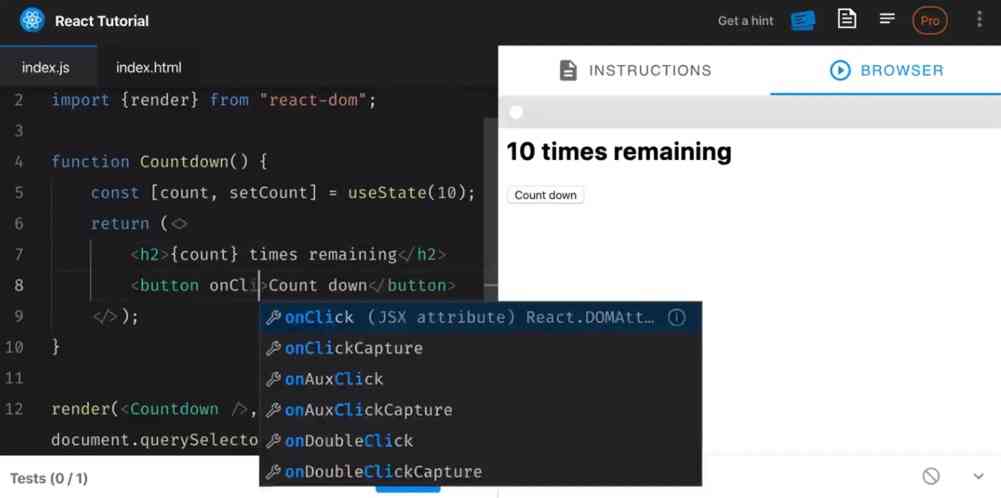 React Tutorial
Get a hint
Pro
index.js
index.html
INSTRUCTIONS
BROWSER
2 import {render} from "react-dom";
3
4 function Countdown() {
5 const [count, setCount] = useState(10);
6 return (<>
7 <h2>{count} times remaining</h2>
8 <button onCli>Count down</button>
9 </>);
10 }
11
12 render(<Countdown />,
document.querySelecto
onClick (JSX attribute) React.DOMAtt…
onClickCapture
onAuxClick
onAuxClickCapture
onDoubleClick
onDoubleClickCapture
10 times remaining
Count down
Tests (0 / 1)